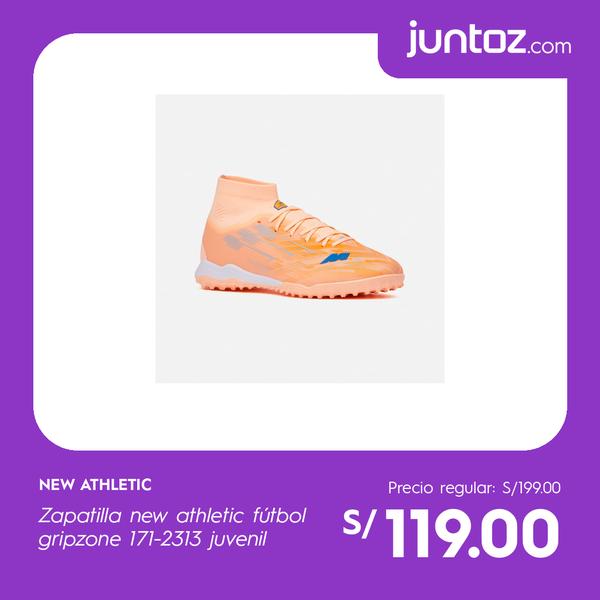 juntoz.com
NEW ATHLETIC
Zapatilla new athletic fútbol
gripzone 171-2313 juvenil
Precio regular: S/199.00
S/119.00